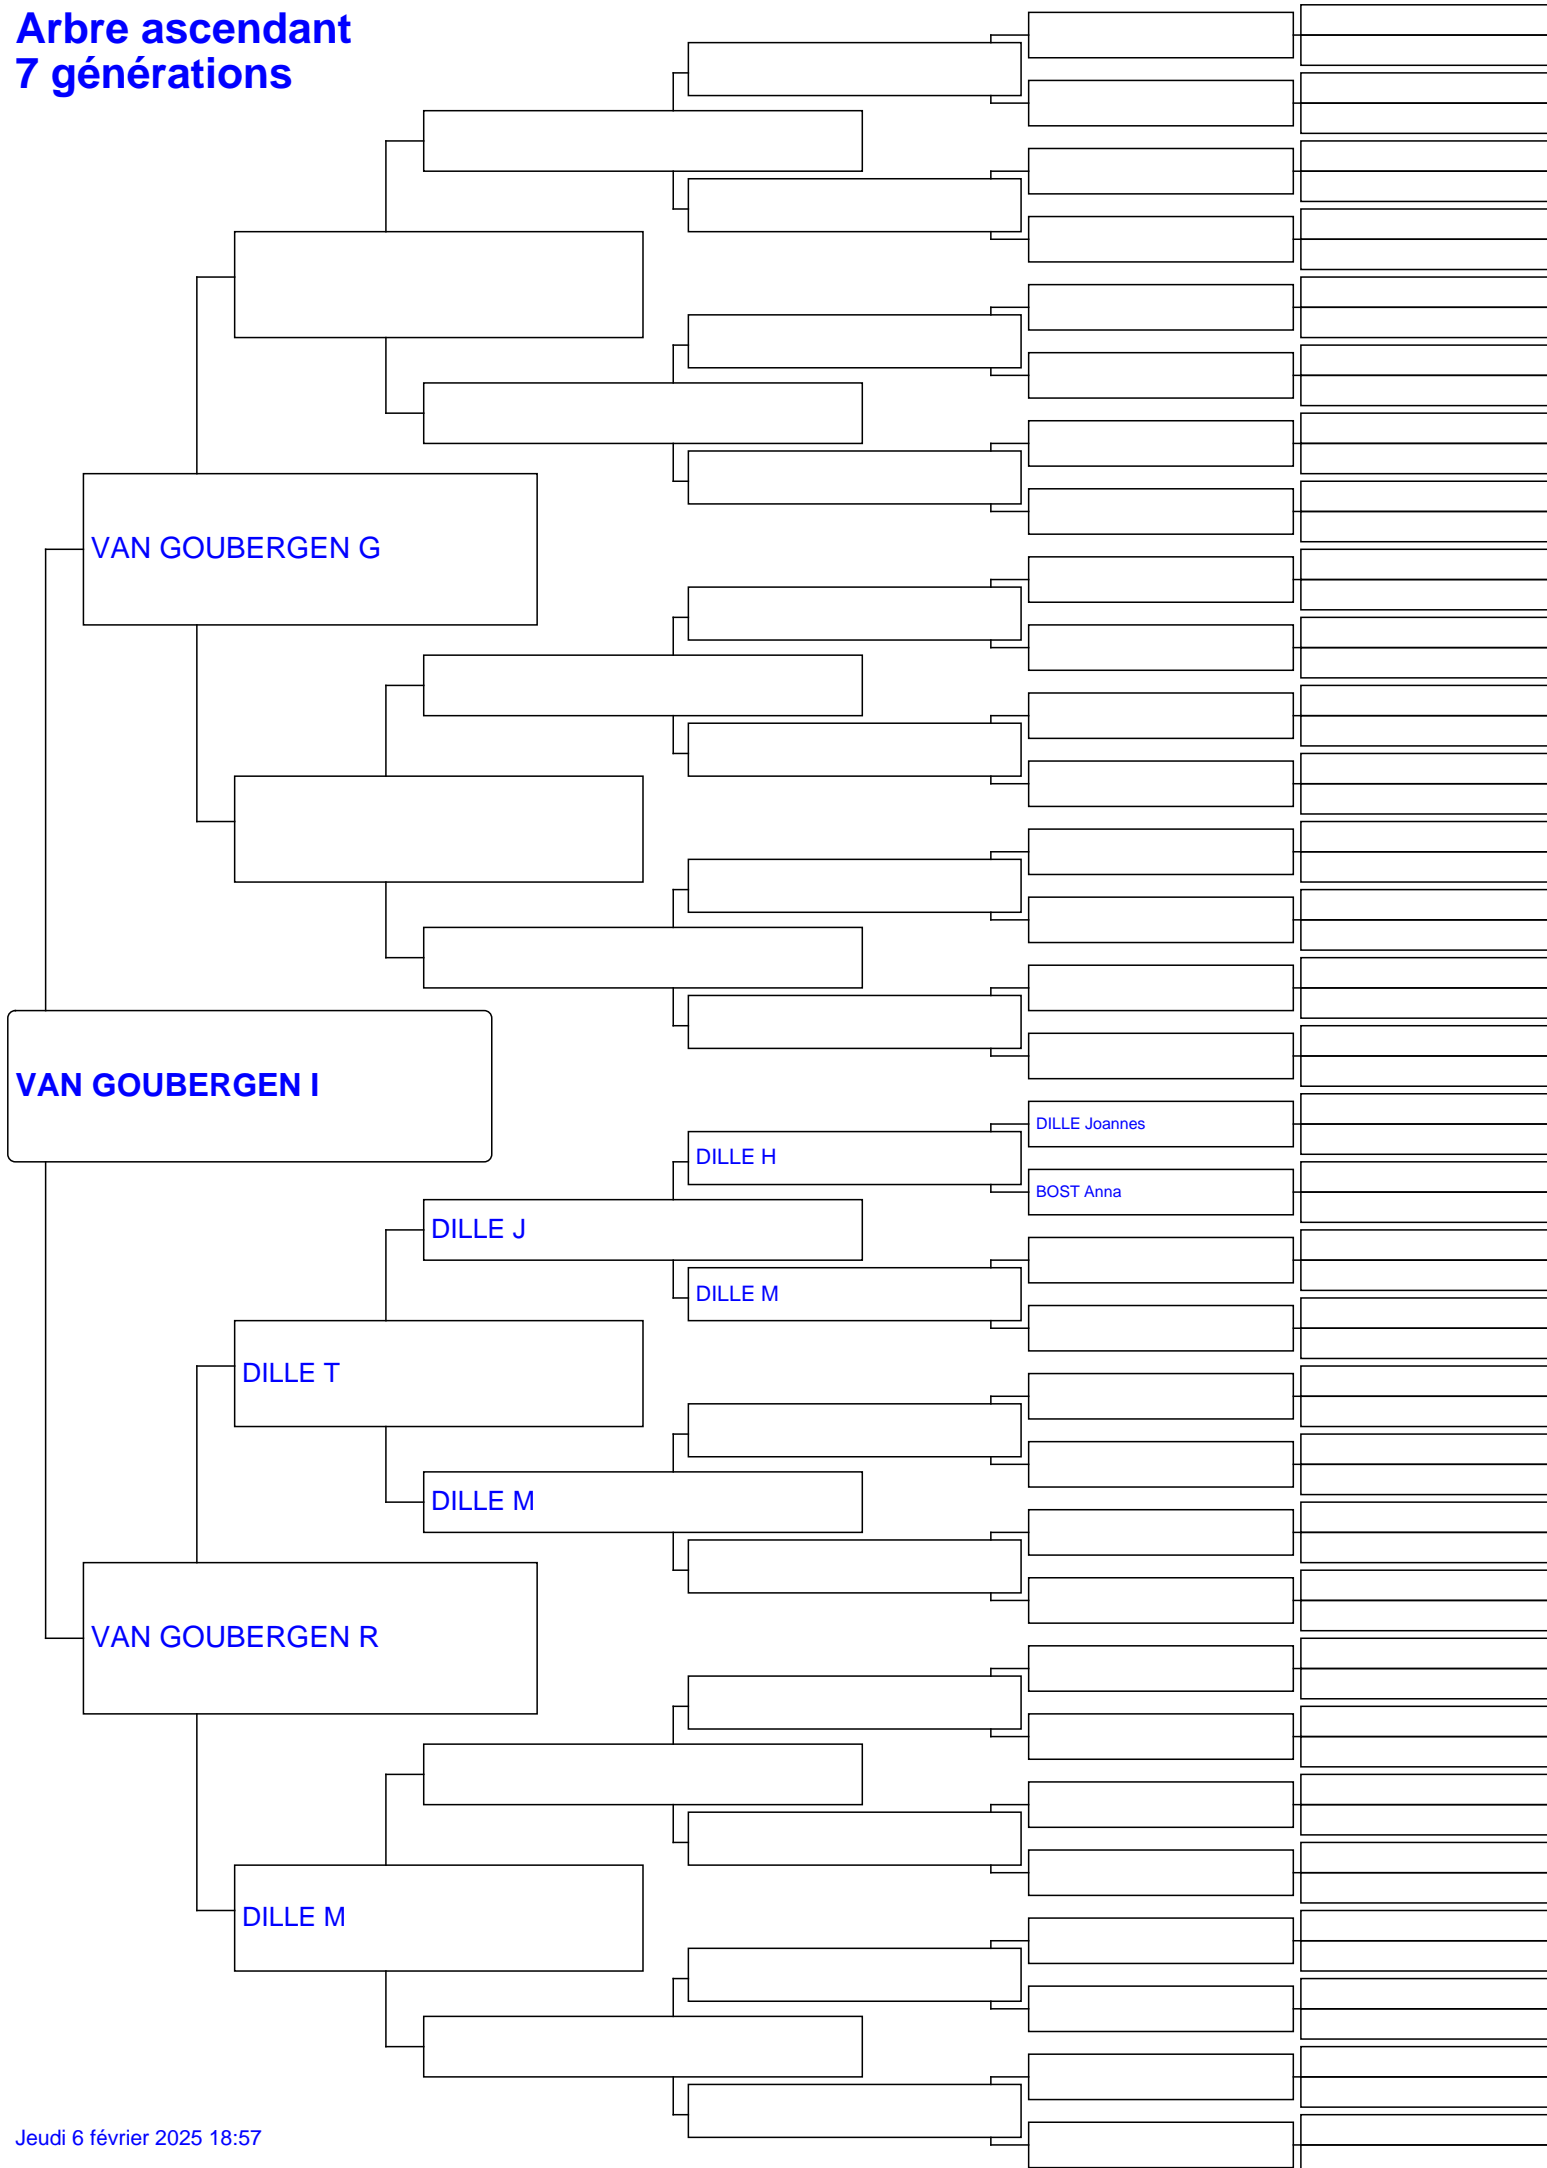 Arbre ascendant
7 générations
VAN GOUBERGEN G
VAN GOUBERGEN I
DILLE Joannes
DILLE H
BOST Anna
DILLE J
DILLE M
DILLE T
DILLE M
VAN GOUBERGEN R
DILLE M
Jeudi 6 février 2025 18:57